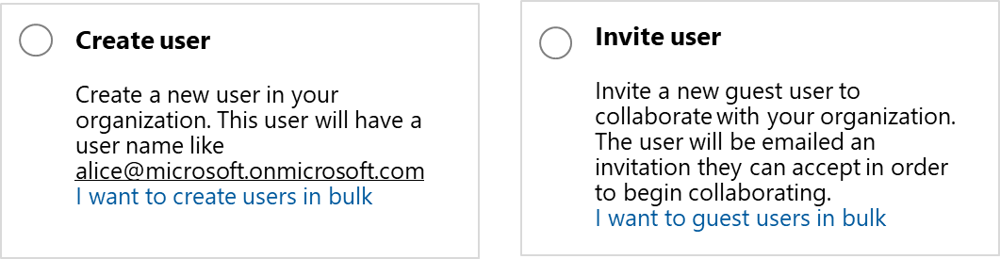 Create user
Create a new user in your
organization. This user will have a
user name like
alice@microsoft.onmicrosoft.com
I want to create users in bulk
Invite user
Invite a new guest user to
collaborate with your organization.
The user will be emailed an
invitation they can accept in order
to begin collaborating.
I want to guest users in bulk